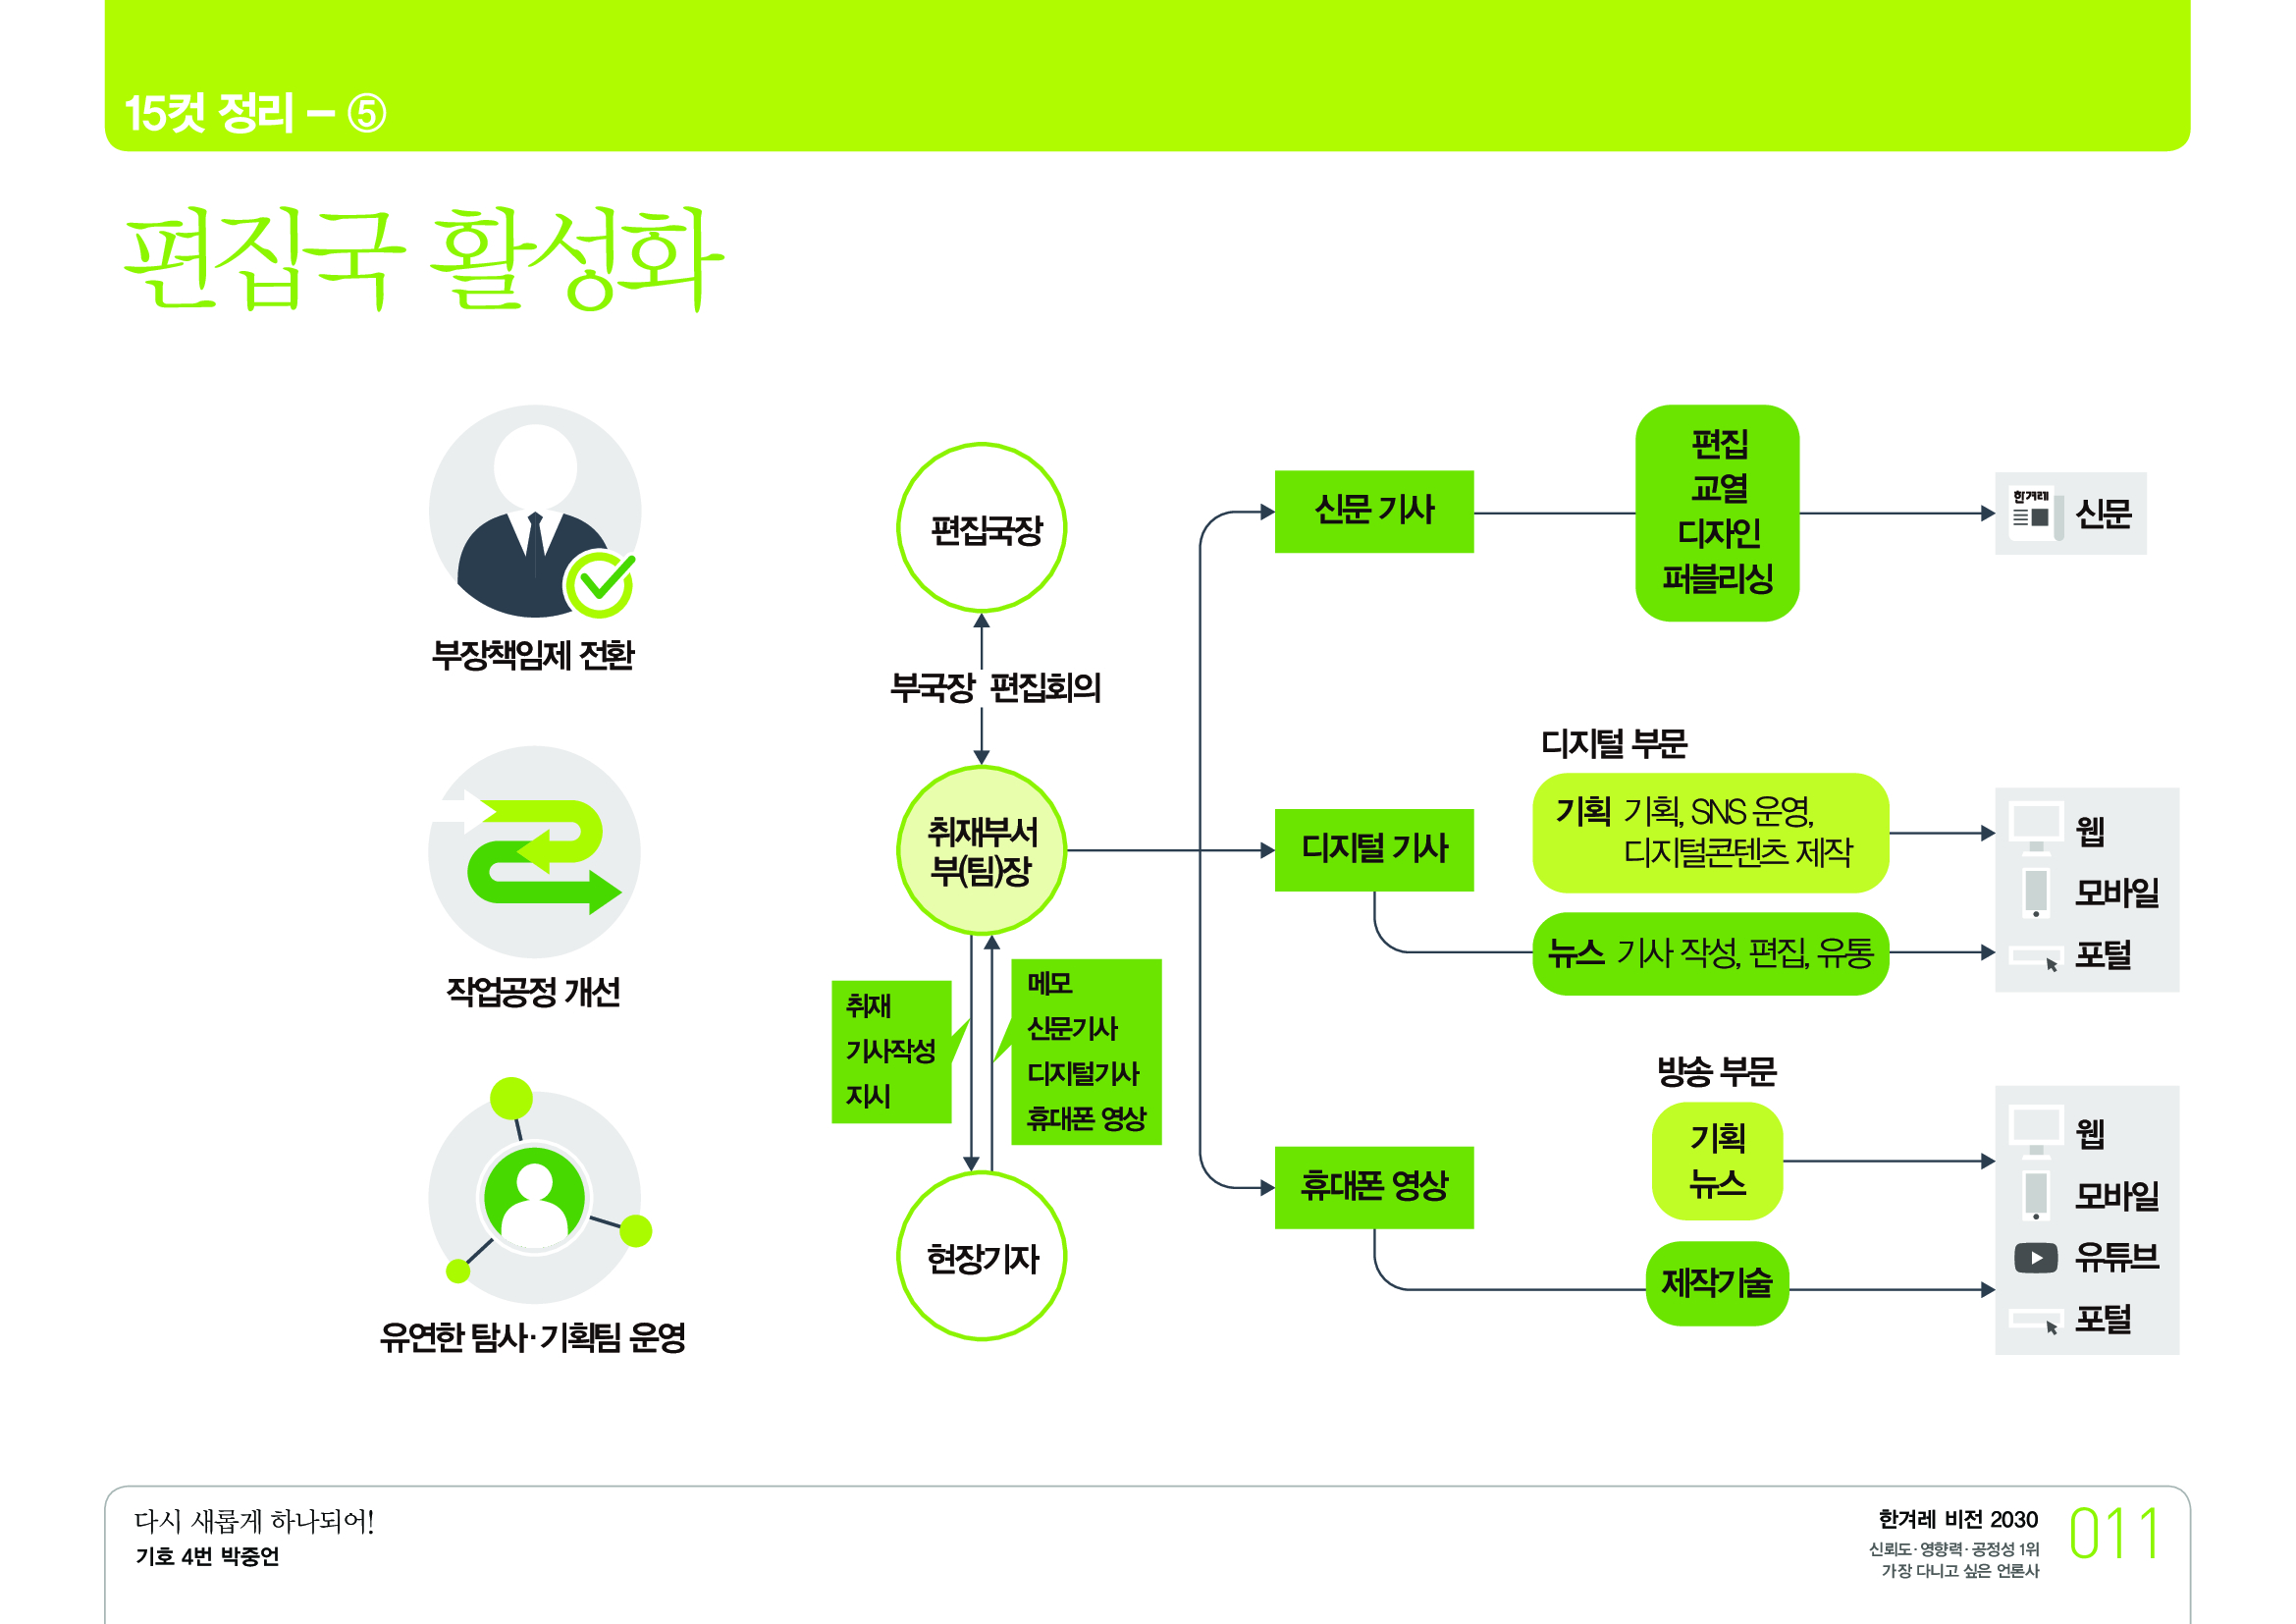 15컷 정리 – ⑤
편집국 활성화
부장책임제 전환
작업공정 개선
유연한 탐사·기획팀 운영
편집국장
부국장 편집회의
취재부서
부(팀)장
취재
기사작성
지시
메모
신문기사
디지털기사
휴대폰 영상
현장기자
신문 기사
편집
교열
디자인
퍼블리싱
한겨레
신문
디지털 기사
디지털 부문
기획 기획, SNS 운영,
디지털콘텐츠 제작
뉴스 기사 작성, 편집, 유통
웹
모바일
포털
휴대폰 영상
방송 부문
기획
뉴스
제작기술
웹
모바일
유튜브
포털
다시 새롭게 하나되어!
기호 4번 박중언
한겨레 비전 2030
신뢰도·영향력·공정성 1위
가장 다니고 싶은 언론사
011